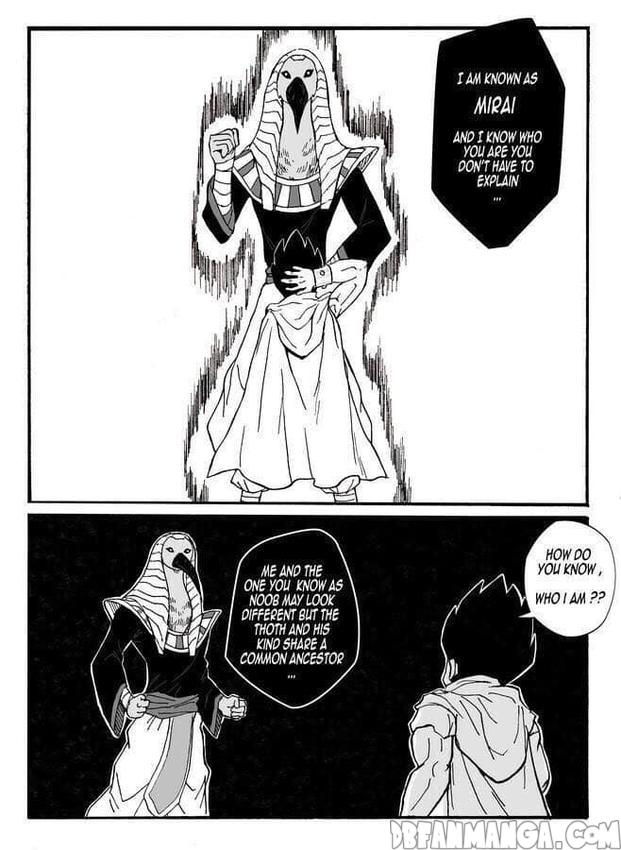 I AM KNOWN AS
MIRAI
AND I KNOW WHO
YOU ARE YOU
DON'T HAVE TO
EXPLAIN
...
HOW DO
YOU KNOW,
WHO I AM ??
ME AND THE
ONE YOU KNOW AS
NOOB MAY LOOK
DIFFERENT BUT THE
THOTH AND HIS
KIND SHARE A
COMMON ANCESTOR
...
DBFANMANGA.COM